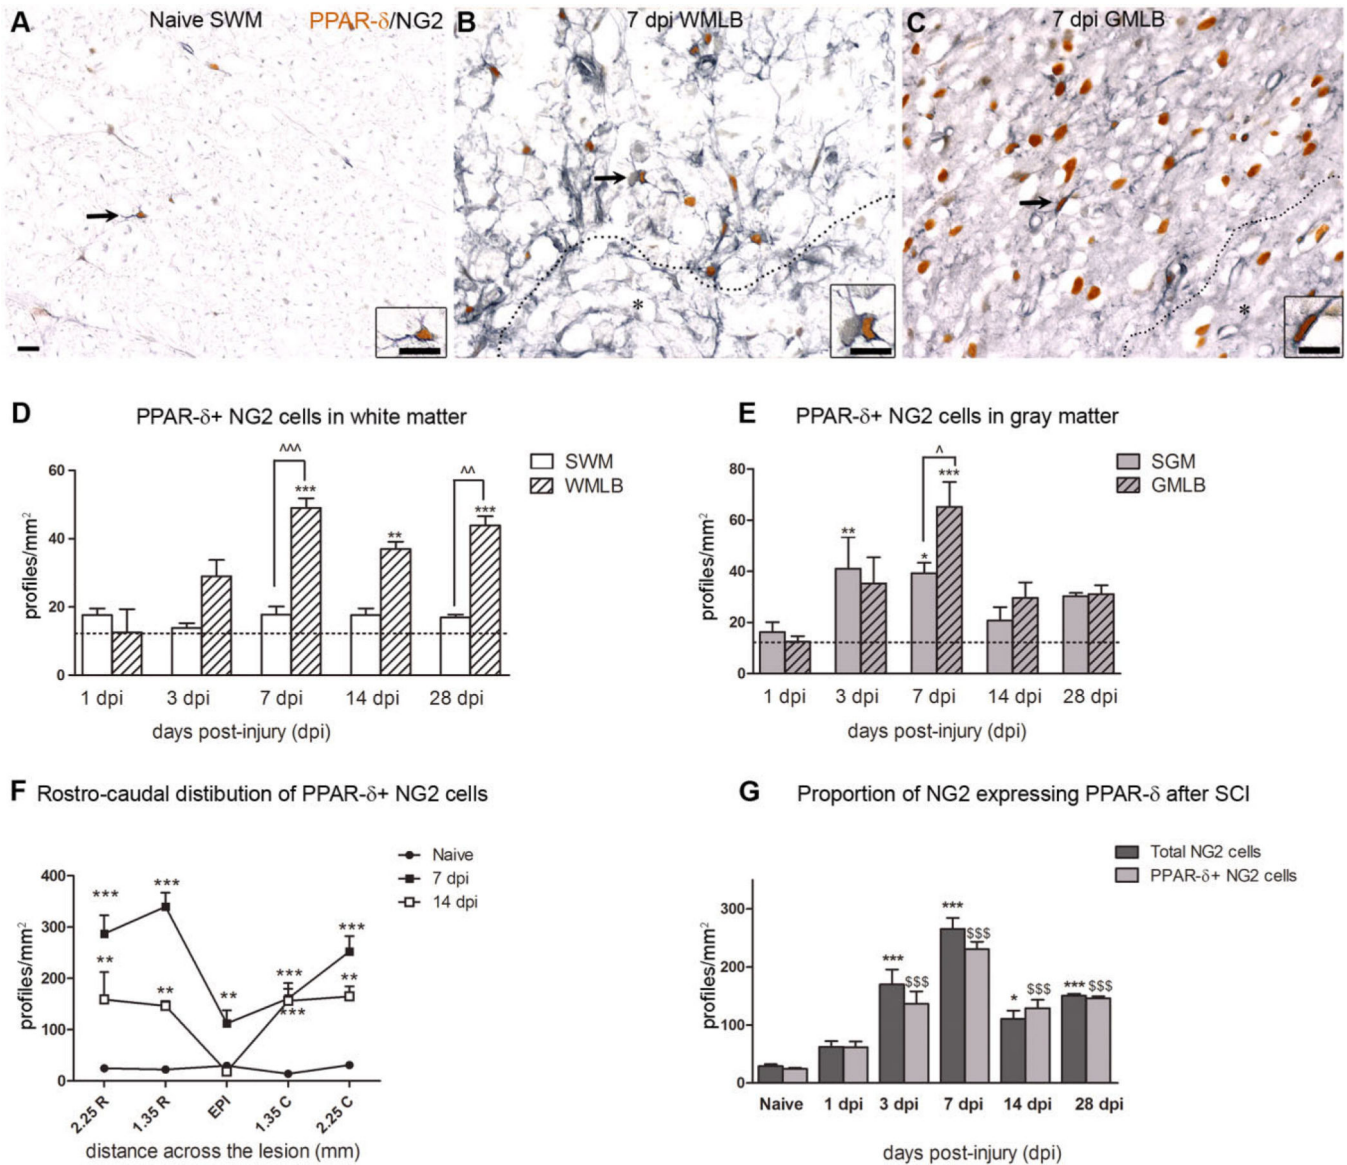 A Naive SWM PPAR-δ/NG2
B 7 dpi WMLB
*
C 7 dpi GMLB
*
D PPAR-δ+ NG2 cells in white matter
profiles/mm²
60
40
20
0
^^^
***
**
^^
***
SWM
WMLB
1 dpi 3 dpi 7 dpi 14 dpi 28 dpi
days post-injury (dpi)
E PPAR-δ+ NG2 cells in gray matter
profiles/mm²
80
60
40
20
0
**
^
*
***
SGM
GMLB
1 dpi 3 dpi 7 dpi 14 dpi 28 dpi
days post-injury (dpi)
F Rostro-caudal distibution of PPAR-δ+ NG2 cells
Naive
7 dpi
14 dpi
profiles/mm²
400
300
200
100
0
***
***
**
**
**
***
***
***
**
2.25 R 1.35 R EPI 1.35 C 2.25 C
distance across the lesion (mm)
G Proportion of NG2 expressing PPAR-δ after SCI
Total NG2 cells
PPAR-δ+ NG2 cells
profiles/mm²
300
200
100
0
***
$$$
***
$$$
*
$$$
***
$$$
Naive 1 dpi 3 dpi 7 dpi 14 dpi 28 dpi
days post-injury (dpi)